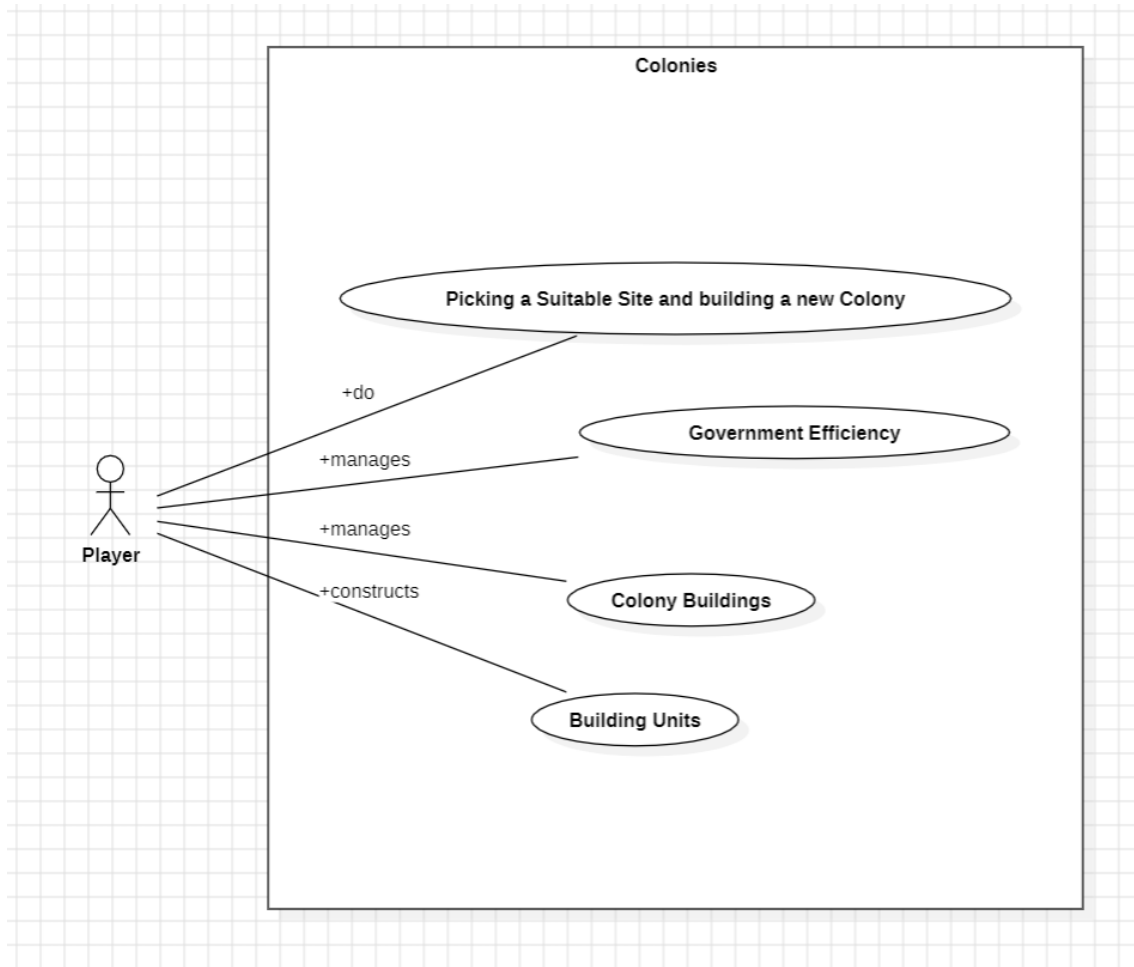 Colonies
Picking a Suitable Site and building a new Colony
+do
Government Efficiency
+manages
+manages
Player
+constructs
Colony Buildings
Building Units